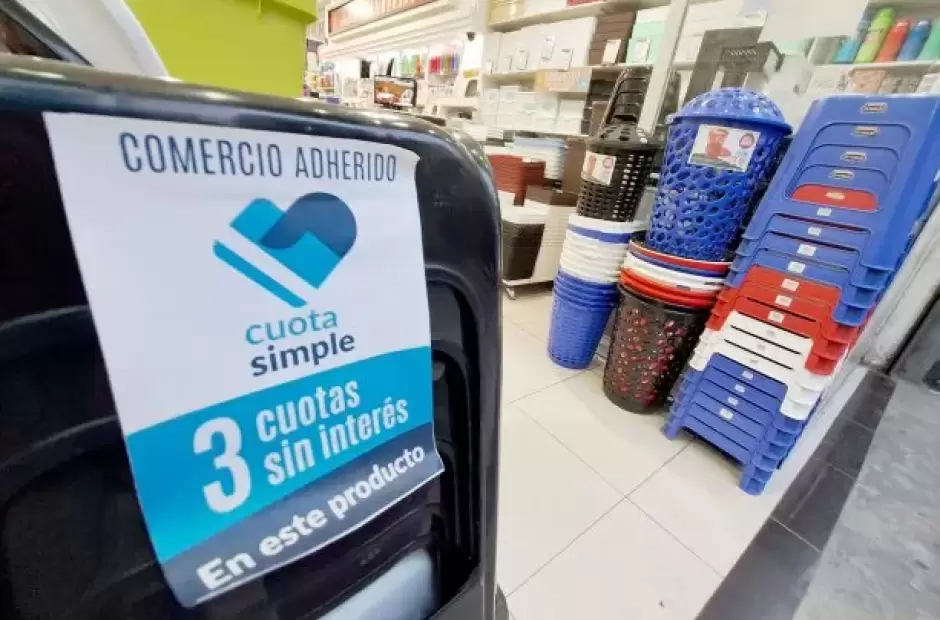 COMERCIO ADHERIDO
cuota
simple
3 cuotas
sin interés
En este producto